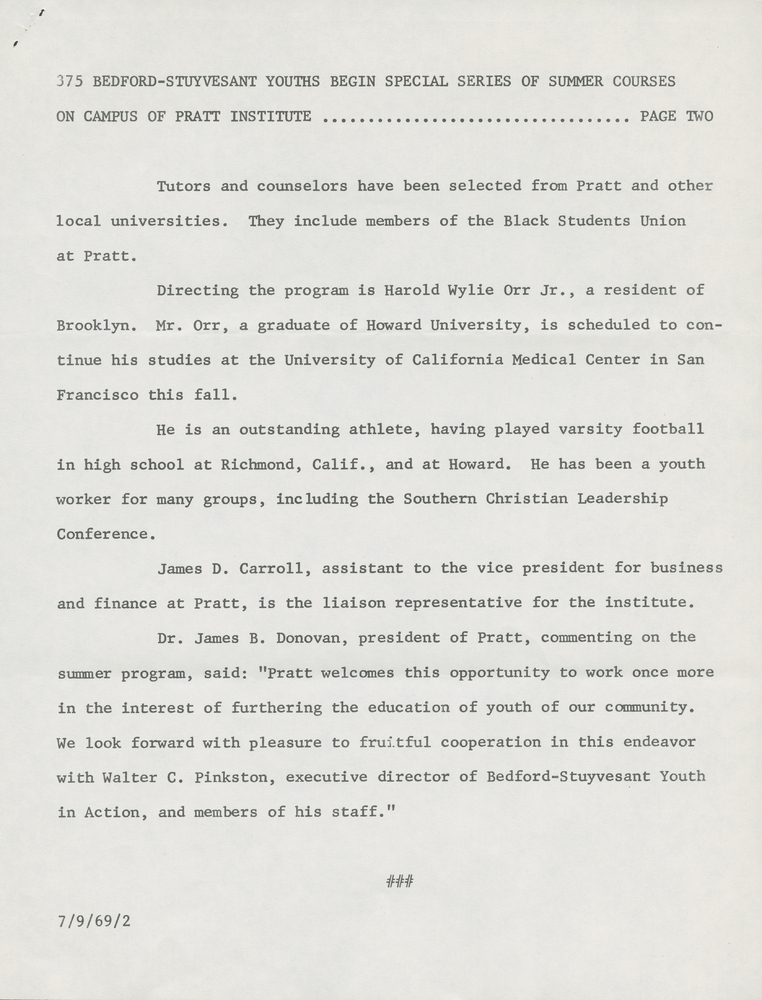 375 BEDFORD-STUYVESANT YOUTHS BEGIN SPECIAL SERIES OF SUMMER COURSES
ON CAMPUS OF PRATT INSTITUTE .................................. PAGE TWO
Tutors and counselors have been selected from Pratt and other
local universities.  They include members of the Black Students Union
at Pratt.
Directing the program is Harold Wylie Orr Jr., a resident of
Brooklyn.  Mr. Orr, a graduate of Howard University, is scheduled to con-
tinue his studies at the University of California Medical Center in San
Francisco this fall.
He is an outstanding athlete, having played varsity football
in high school at Richmond, Calif., and at Howard.  He has been a youth
worker for many groups, including the Southern Christian Leadership
Conference.
James D. Carroll, assistant to the vice president for business
and finance at Pratt, is the liaison representative for the institute.
Dr. James B. Donovan, president of Pratt, commenting on the
summer program, said: "Pratt welcomes this opportunity to work once more
in the interest of furthering the education of youth of our community.
We look forward with pleasure to fruitful cooperation in this endeavor
with Walter C. Pinkston, executive director of Bedford-Stuyvesant Youth
in Action, and members of his staff."
###
7/9/69/2